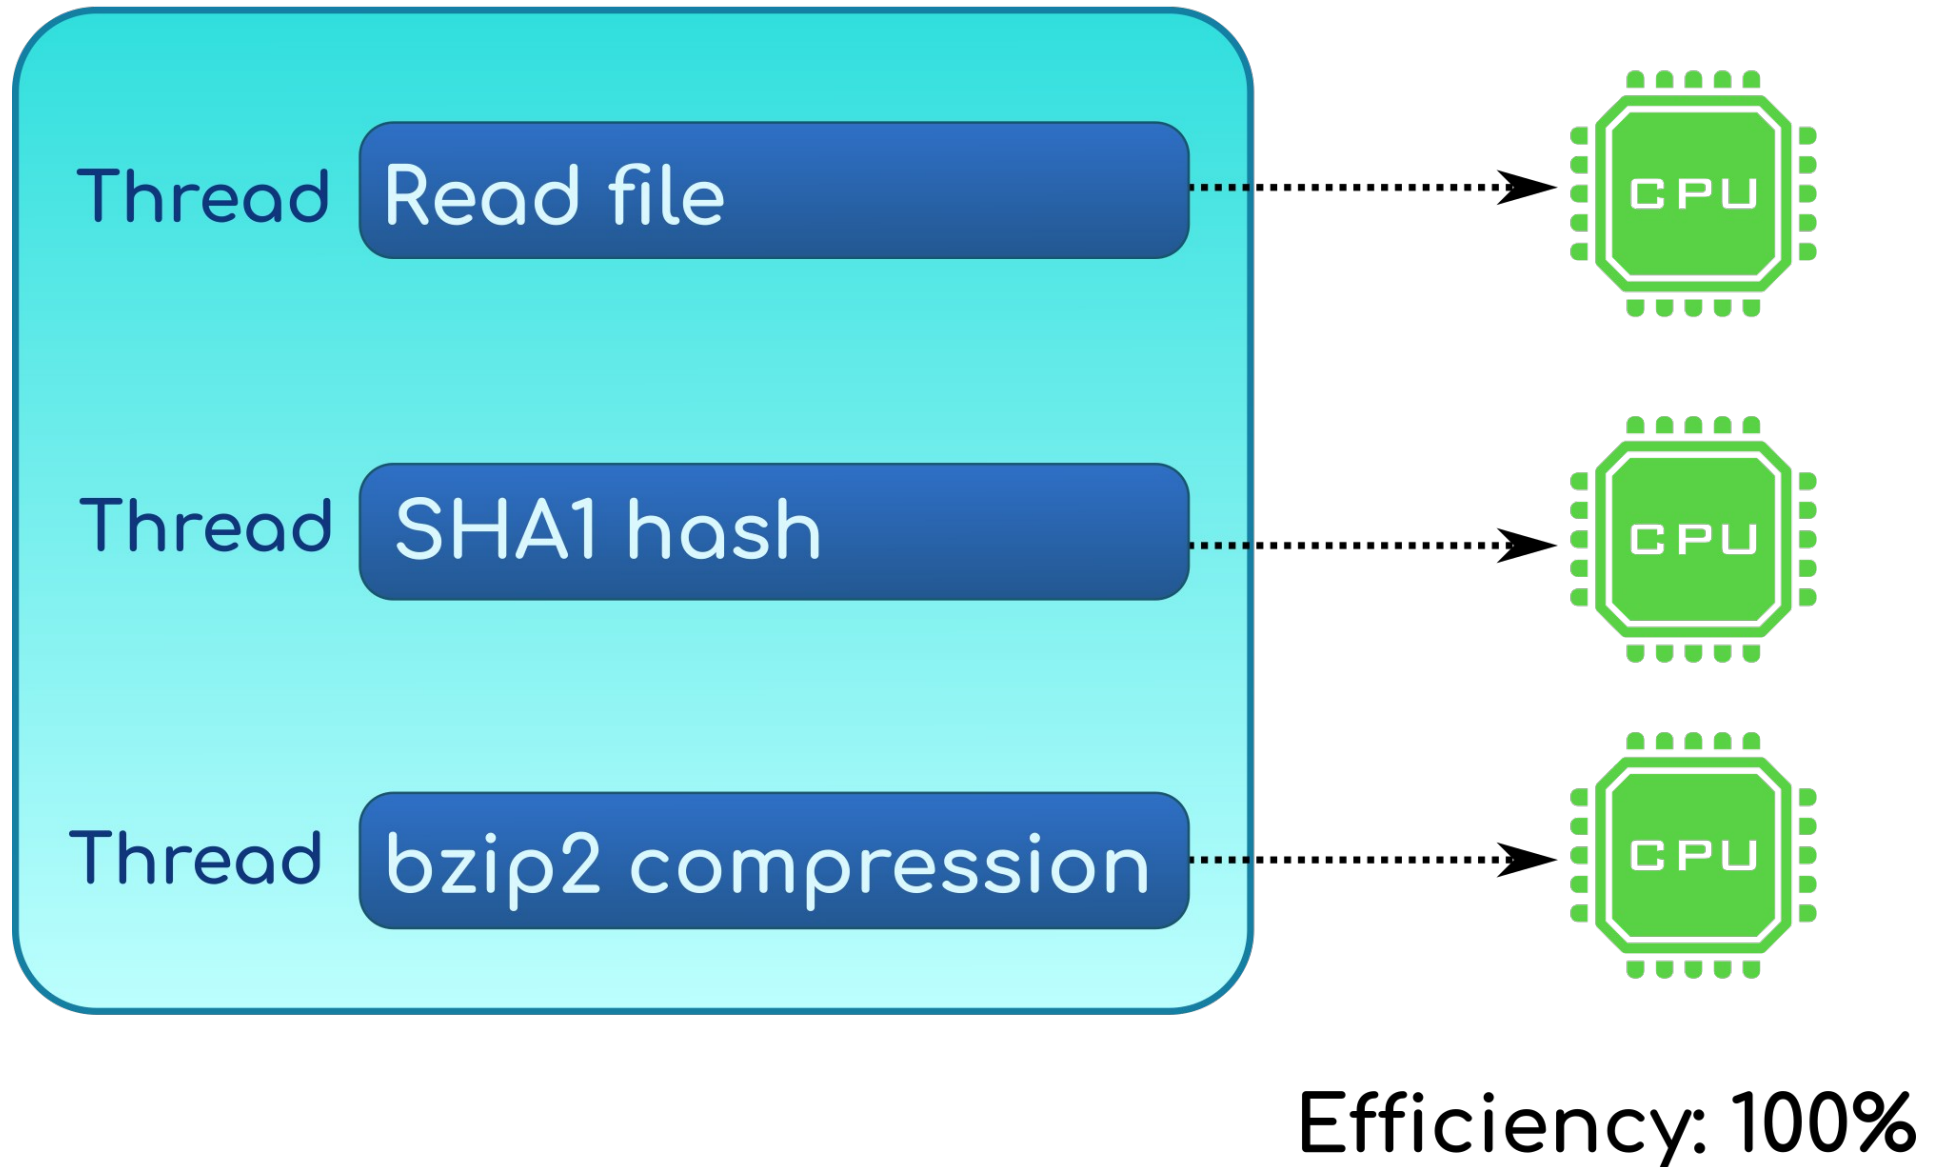 Thread Read file
CPU
Thread SHA1 hash
CPU
Thread bzip2 compression
CPU
Efficiency: 100%